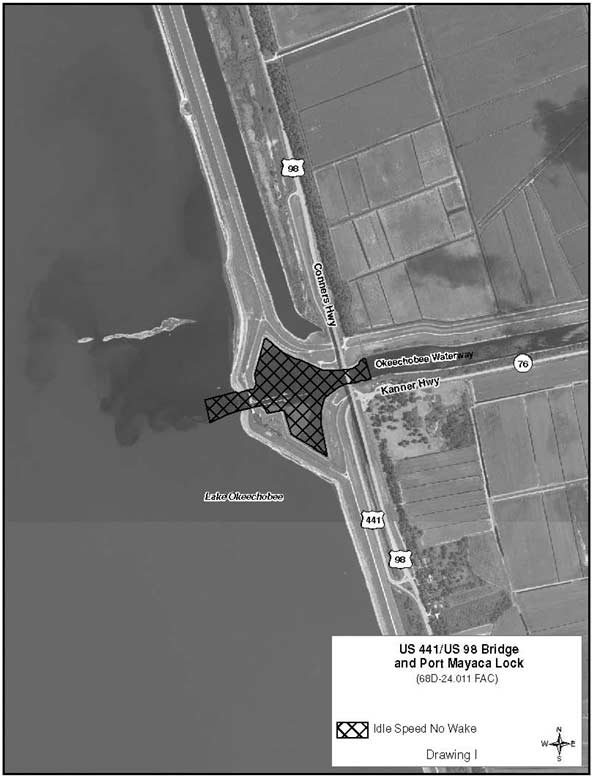 98
Conners Hwy
Okeechobee Waterway
76
Kanner Hwy
Lake Okeechobee
441
98
US 441/US 98 Bridge
and Port Mayaca Lock
(68D-24.011 FAC)
Idle Speed No Wake
Drawing I
N
W E
S